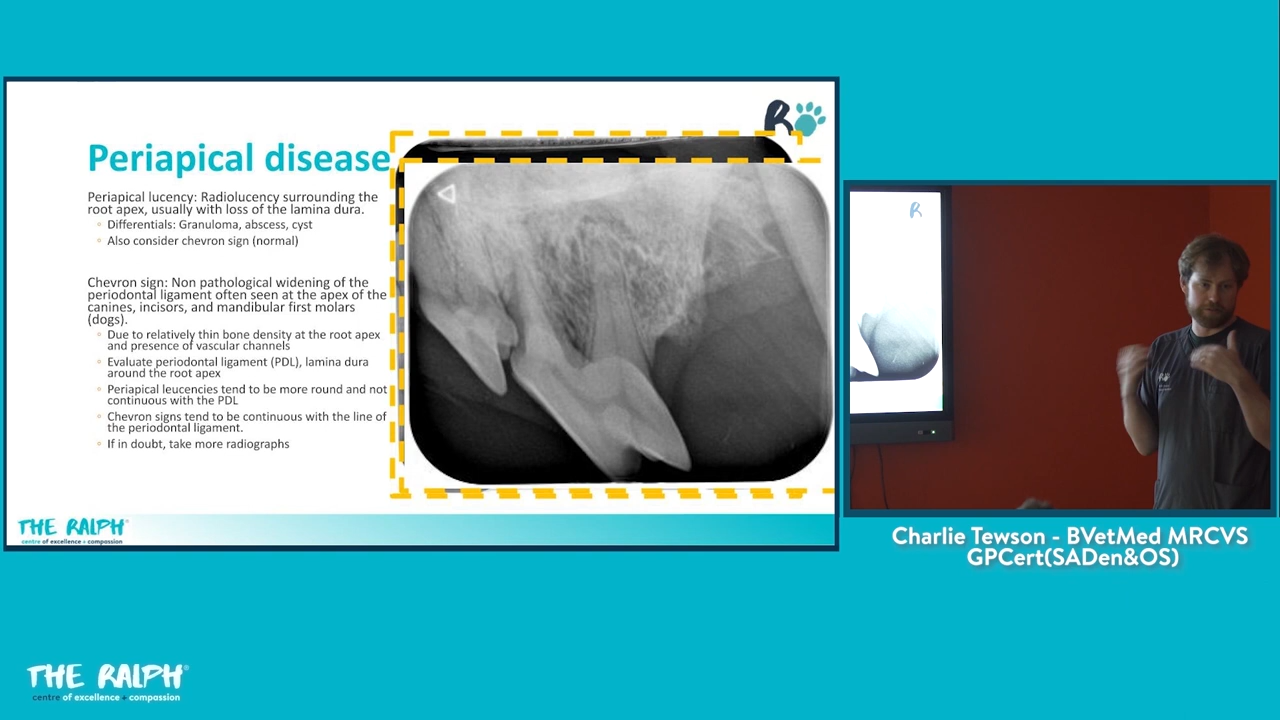 R
Periapical disease
Periapical lucency: Radiolucency surrounding the
root apex, usually with loss of the lamina dura.
Differentials: Granuloma, abscess, cyst
Also consider chevron sign (normal)
Chevron sign: Non pathological widening of the
periodontal ligament often seen at the apex of the
canines, incisors, and mandibular first molars
(dogs).
Due to relatively thin bone density at the root apex
and presence of vascular channels
Evaluate periodontal ligament (PDL), lamina dura
around the root apex
Periapical leucencies tend to be more round and not
continuous with the PDL
Chevron signs tend to be continuous with the line of
the periodontal ligament.
If in doubt, take more radiographs
THE RALPH®
centre of excellence + compassion
R
Charlie Tewson - BVetMed MRCVS
GPCert(SADen&OS)
THE RALPH®
centre of excellence + compassion